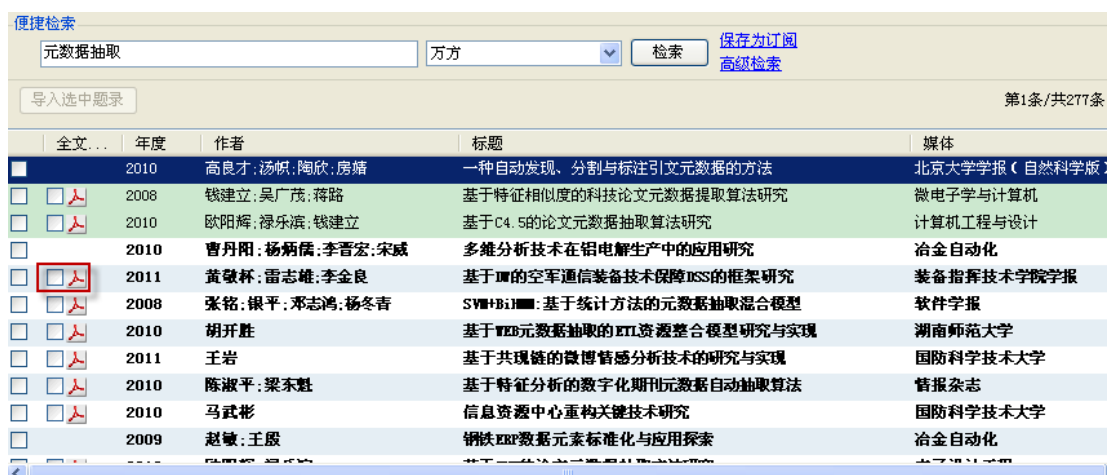 便捷检索
元数据抽取 万方 检索 保存为订阅
高级检索
导入选中题录 第1条/共277条
全文... 年度 作者 标题 媒体
2010 高良才;汤帜;陶欣;房婧 一种自动发现、分割与标注引文元数据的方法 北京大学学报(自然科学版)
2008 钱建立;吴广茂;蒋路 基于特征相似度的科技论文元数据提取算法研究 微电子学与计算机
2010 欧阳辉;禄乐滨;钱建立 基于C4.5的论文元数据抽取算法研究 计算机工程与设计
2010 曹丹阳;杨炳儒;李晋宏;宋威 多维分析技术在铝电解生产中的应用研究 冶金自动化
2011 黄敬杯;雷志雄;李金良 基于DW的空军通信装备技术保障DSS的框架研究 装备指挥技术学院学报
2008 张铭;银平;邓志鸿;杨冬青 SVM+BiHMM:基于统计方法的元数据抽取混合模型 软件学报
2010 胡开胜 基于WEB元数据抽取的ETL资源整合模型研究与实现 湖南师范大学
2011 王岩 基于共现链的微博情感分析技术的研究与实现 国防科学技术大学
2010 陈淑平;梁东魁 基于特征分析的数字化期刊元数据自动抽取算法 情报杂志
2010 马武彬 信息资源中心重构关键技术研究 国防科学技术大学
2009 赵敏;王殷 钢铁ERP数据元素标准化与应用探索 冶金自动化